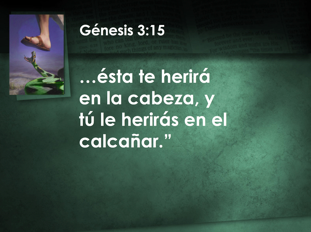 Génesis 3:15
…ésta te herirá
en la cabeza, y
tú le herirás en el
calcañar.”